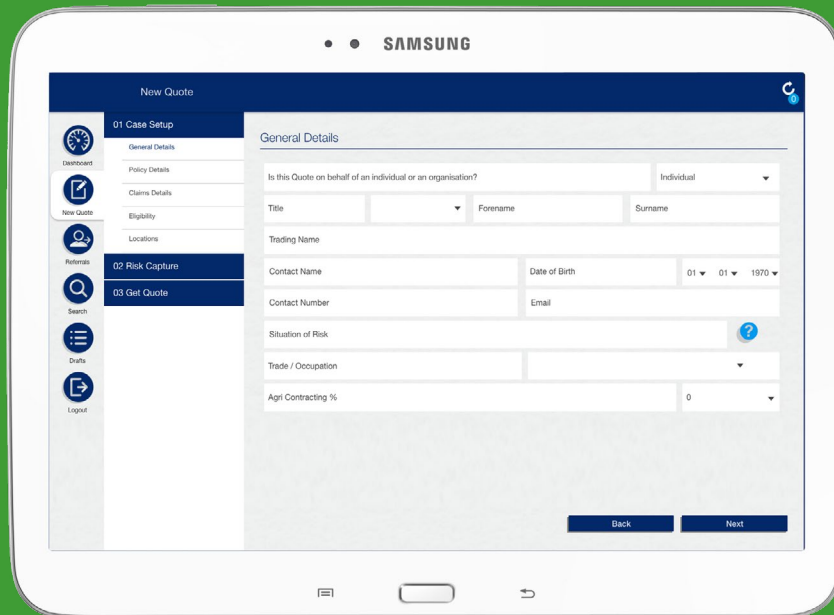 SAMSUNG
New Quote
0
Dashboard
New Quote
Referrals
Search
Drafts
Logout
01 Case Setup
General Details
Policy Details
Claims Details
Eligibility
Locations
02 Risk Capture
03 Get Quote
General Details
Is this Quote on behalf of an individual or an organisation? Individual
Title Forename Surname
Trading Name
Contact Name Date of Birth 01 01 1970
Contact Number Email
Situation of Risk ?
Trade / Occupation
Agri Contracting % 0
Back Next